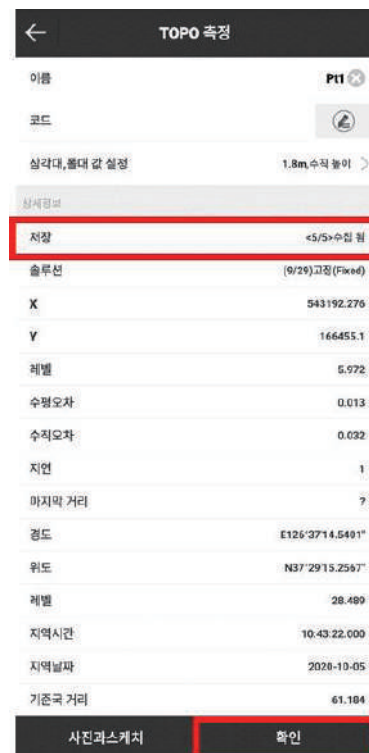 TOPO 측정
이름 Pt1
코드
삼각대,폴대 값 설정 1.8m,수직 높이
상세정보
저장 <5/5>수집 됨
솔루션 (9/29)고정(Fixed)
X 543192.276
Y 166455.1
레벨 5.972
수평오차 0.013
수직오차 0.032
지연 1
마지막 거리 ?
경도 E126°37'14.5401"
위도 N37°29'15.2567"
레벨 28.489
지역시간 10:43:22.000
지역날짜 2020-10-05
기준국 거리 61.184
사진과스케치 확인